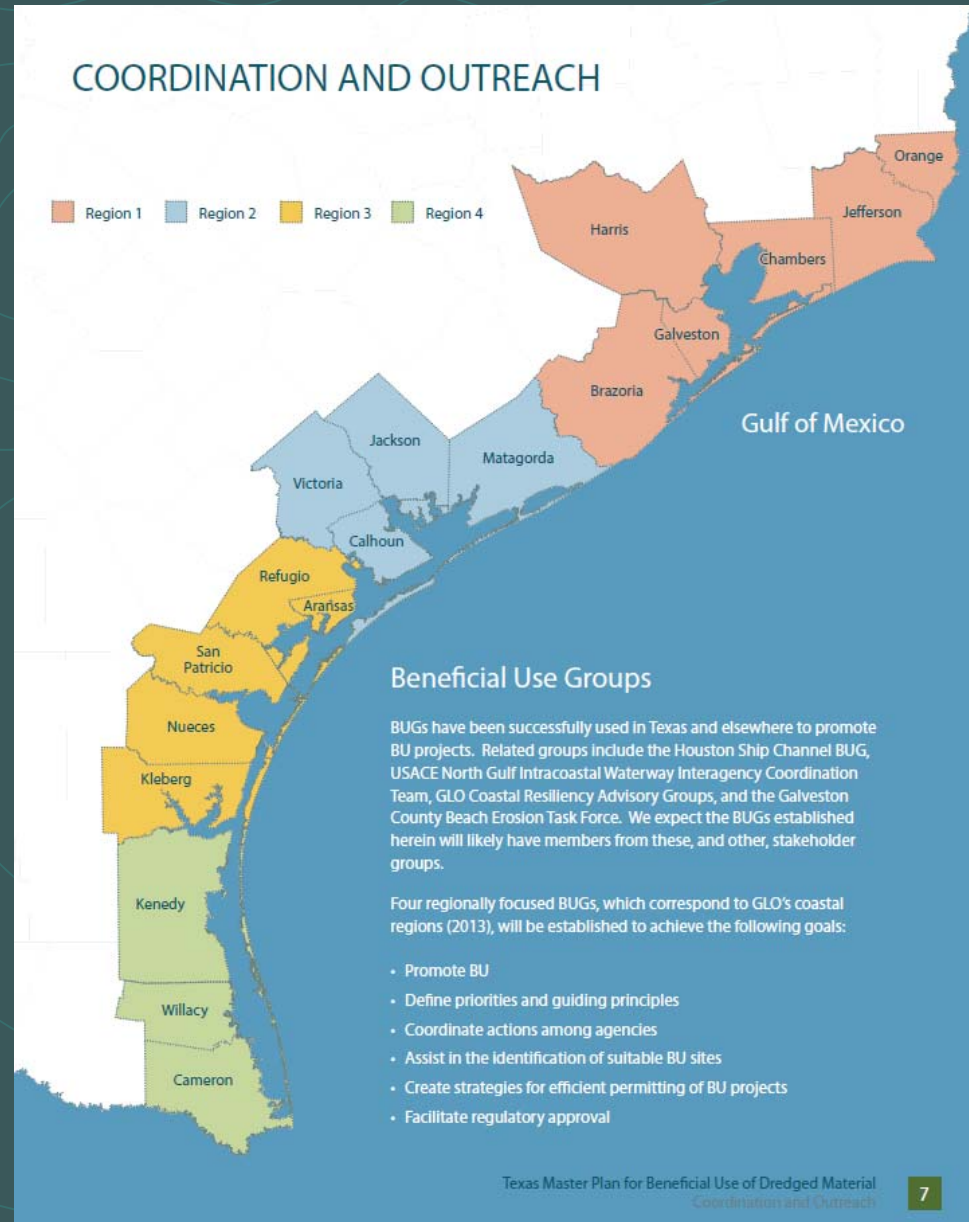 COORDINATION AND OUTREACH
Region 1 Region 2 Region 3 Region 4
Orange
Jefferson
Harris
Chambers
Galveston
Brazoria
Gulf of Mexico
Jackson
Matagorda
Victoria
Calhoun
Refugio
Aransas
San
Patricio
Nueces
Kleberg
Kenedy
Willacy
Cameron
Beneficial Use Groups
BUGs have been successfully used in Texas and elsewhere to promote
BU projects. Related groups include the Houston Ship Channel BUG,
USACE North Gulf Intracoastal Waterway Interagency Coordination
Team, GLO Coastal Resiliency Advisory Groups, and the Galveston
County Beach Erosion Task Force. We expect the BUGs established
herein will likely have members from these, and other, stakeholder
groups.
Four regionally focused BUGs, which correspond to GLO's coastal
regions (2013), will be established to achieve the following goals:
• Promote BU
• Define priorities and guiding principles
• Coordinate actions among agencies
• Assist in the identification of suitable BU sites
• Create strategies for efficient permitting of BU projects
• Facilitate regulatory approval
Texas Master Plan for Beneficial Use of Dredged Material
Coordination and Outreach
7